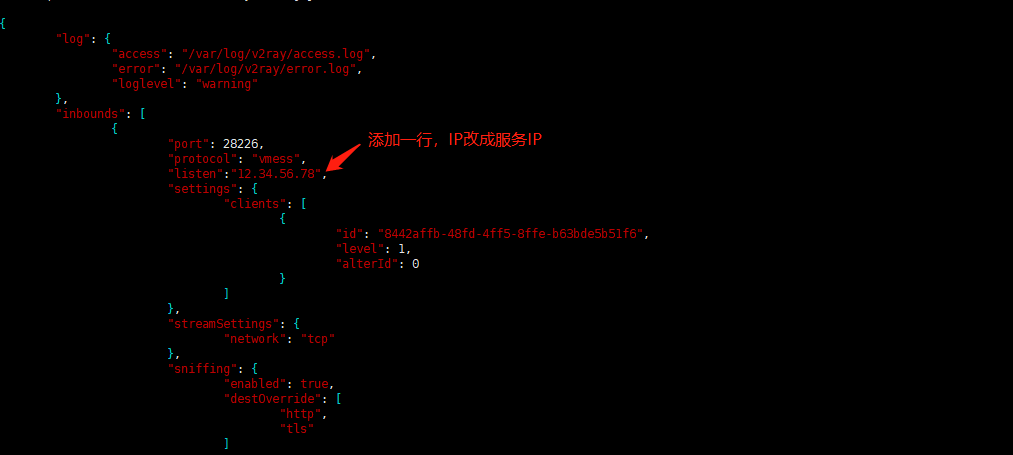 {
"log": {
"access": "/var/log/v2ray/access.log",
"error": "/var/log/v2ray/error.log",
"loglevel": "warning"
},
"inbounds": [
{
"port": 28226,
"protocol": "vmess",
添加一行，IP改成服务IP
"listen":"12.34.56.78",
"settings": {
"clients": [
{
"id": "8442affb-48fd-4ff5-8ffe-b63bde5b51f6",
"level": 1,
"alterId": 0
}
]
},
"streamSettings": {
"network": "tcp"
},
"sniffing": {
"enabled": true,
"destOverride": [
"http",
"tls"
]